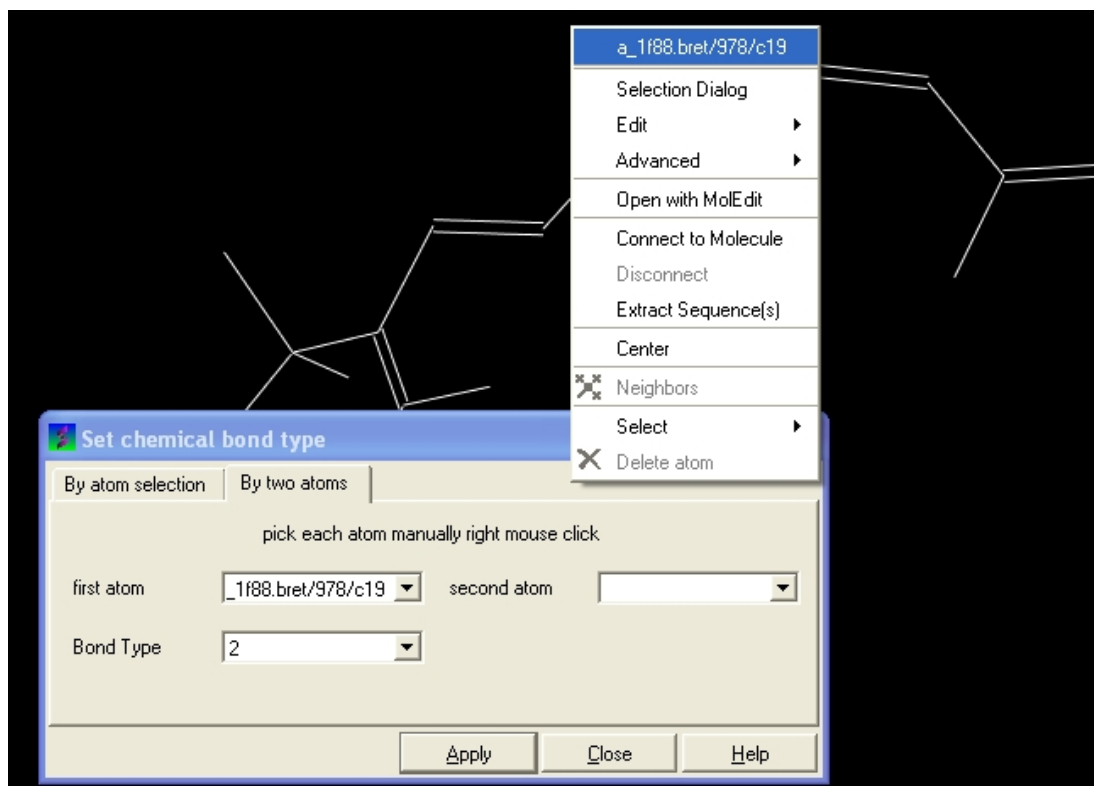 a_1f88.bret/978/c19
Selection Dialog
Edit
Advanced
Open with MolEdit
Connect to Molecule
Disconnect
Extract Sequence(s)
Center
Neighbors
Select
Delete atom
Set chemical bond type
By atom selection
By two atoms
pick each atom manually right mouse click
first atom
_1f88.bret/978/c19
second atom
Bond Type
2
Apply
Close
Help